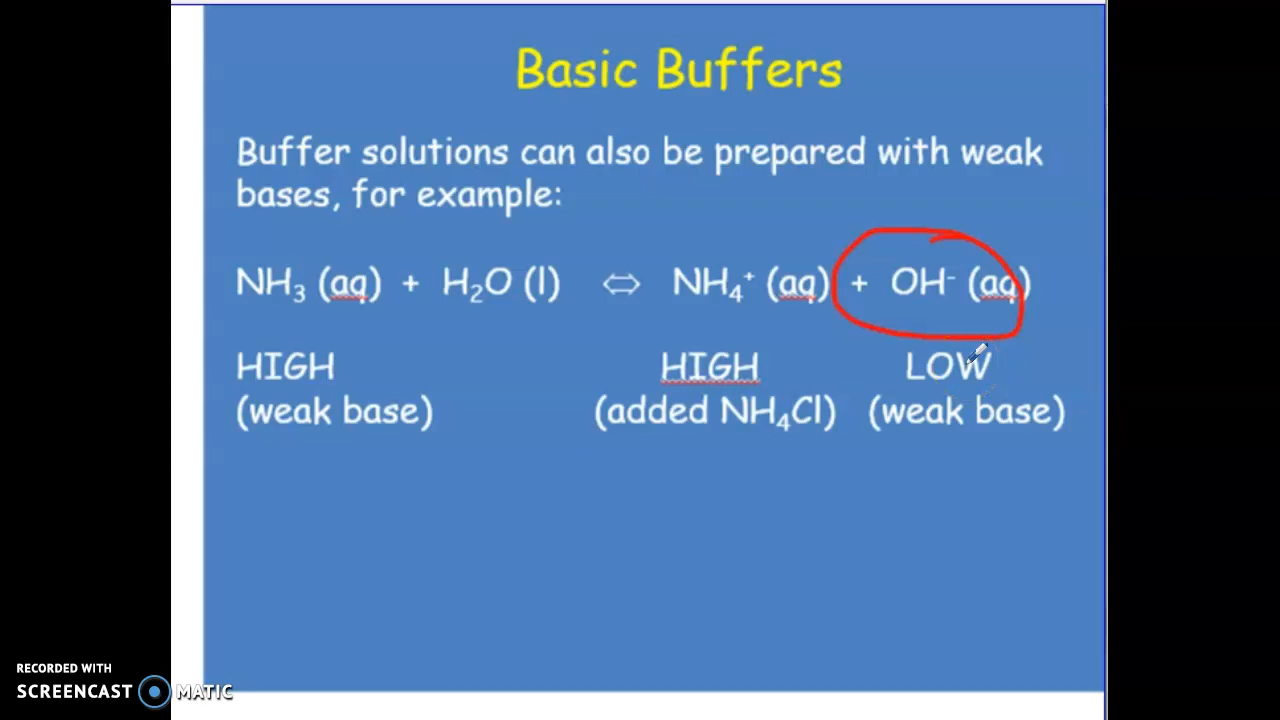 Basic Buffers
Buffer solutions can also be prepared with weak
bases, for example:
NH₃ (aq) + H₂O (l) ⇔ NH₄⁺ (aq) + OH⁻ (aq)
HIGH HIGH LOW
(weak base) (added NH₄Cl) (weak base)
RECORDED WITH
SCREENCAST MATIC